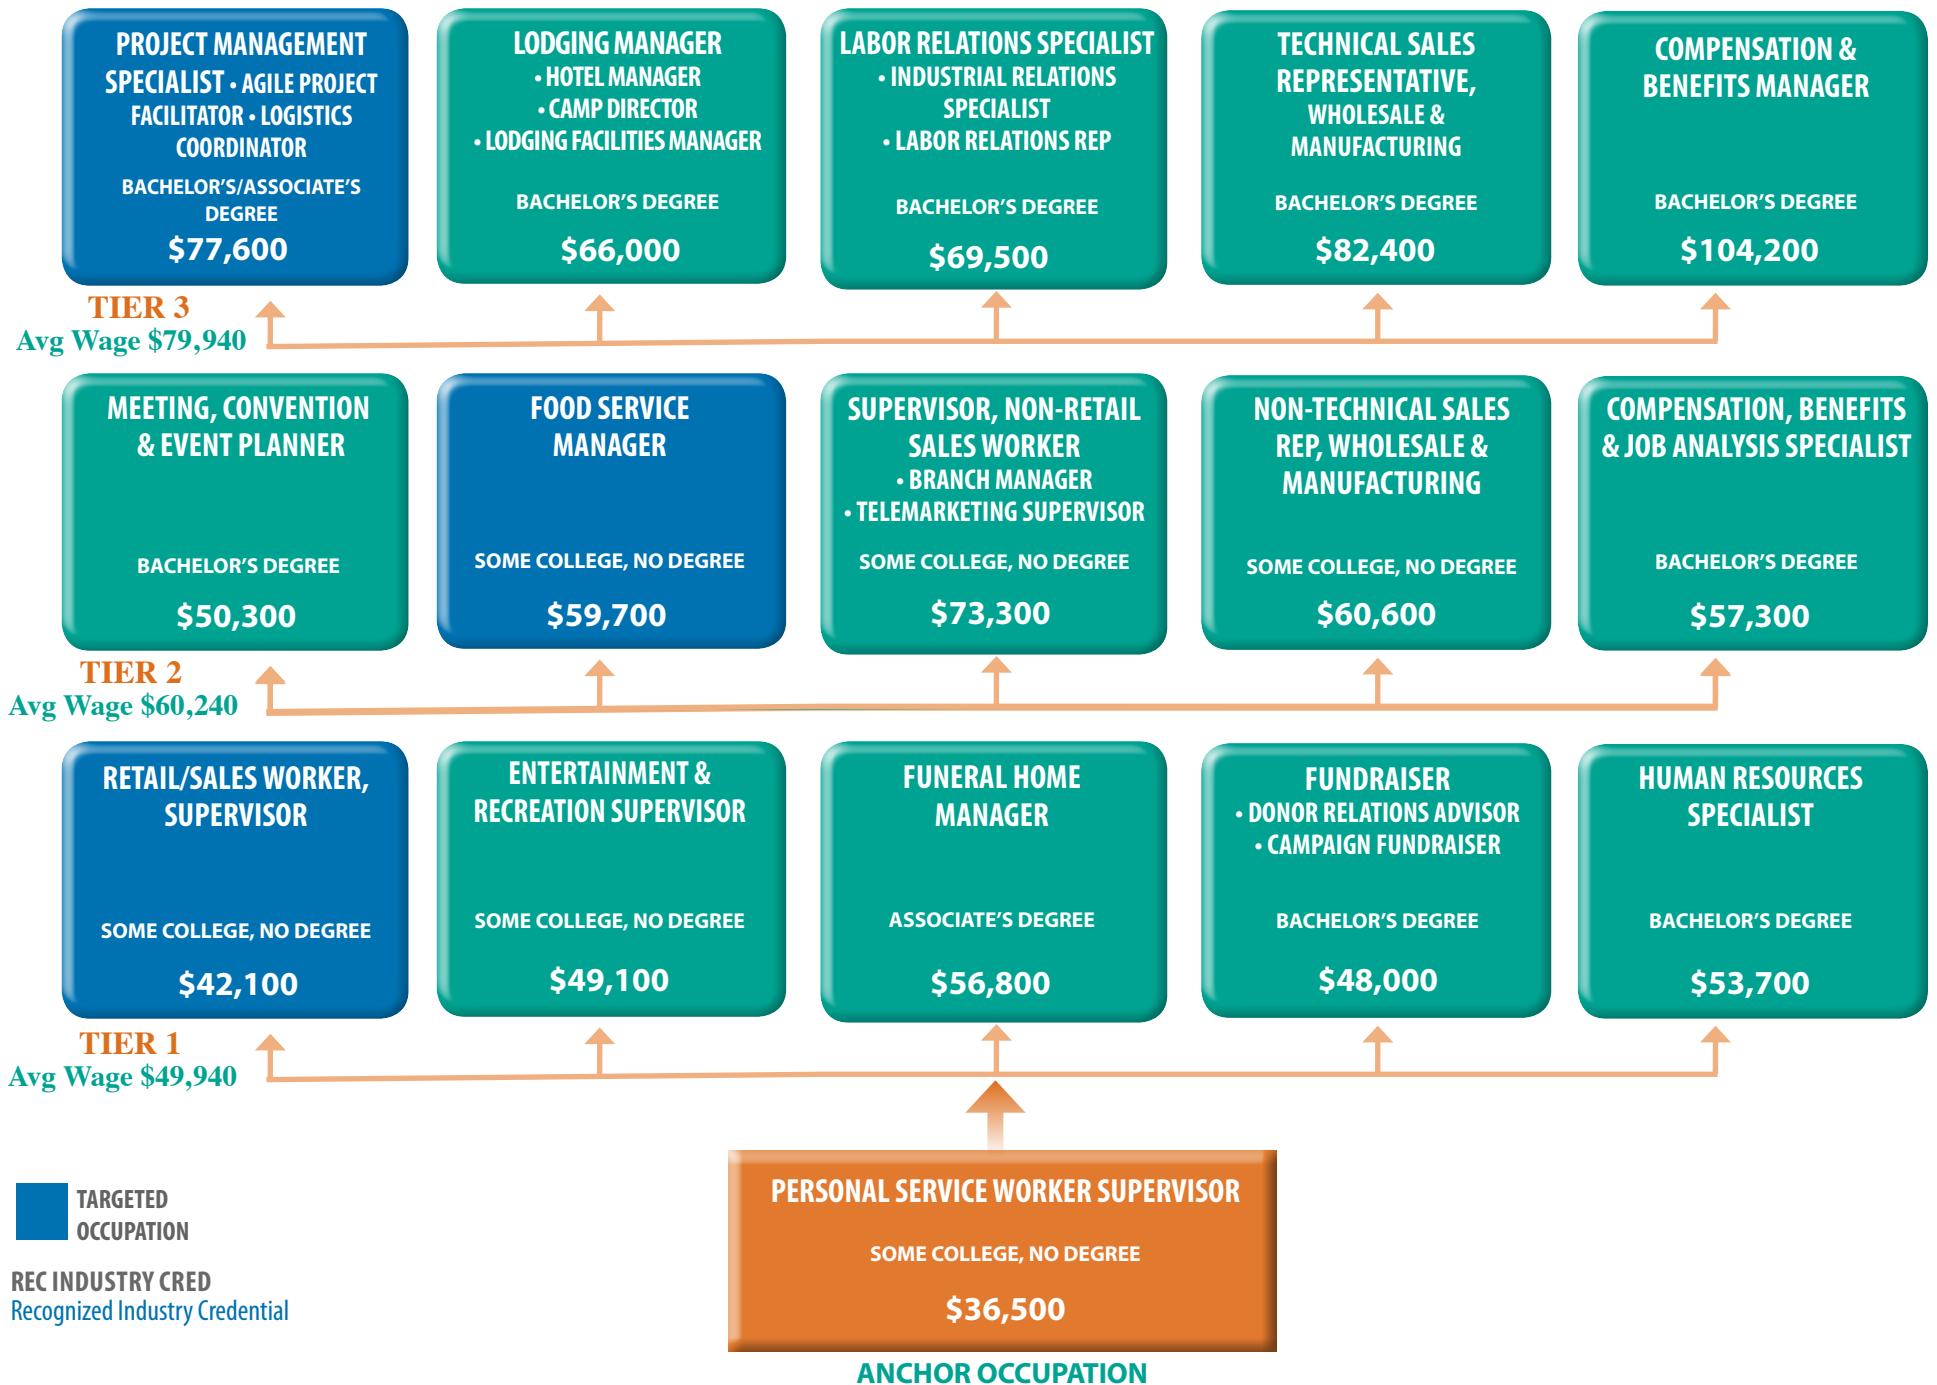 PROJECT MANAGEMENT
SPECIALIST • AGILE PROJECT
FACILITATOR • LOGISTICS
COORDINATOR
BACHELOR'S/ASSOCIATE'S
DEGREE
$77,600
LODGING MANAGER
• HOTEL MANAGER
• CAMP DIRECTOR
• LODGING FACILITIES MANAGER
BACHELOR'S DEGREE
$66,000
LABOR RELATIONS SPECIALIST
• INDUSTRIAL RELATIONS
SPECIALIST
• LABOR RELATIONS REP
BACHELOR'S DEGREE
$69,500
TECHNICAL SALES
REPRESENTATIVE,
WHOLESALE &
MANUFACTURING
BACHELOR'S DEGREE
$82,400
COMPENSATION &
BENEFITS MANAGER
BACHELOR'S DEGREE
$104,200
TIER 3
Avg Wage $79,940
MEETING, CONVENTION
& EVENT PLANNER
BACHELOR'S DEGREE
$50,300
FOOD SERVICE
MANAGER
SOME COLLEGE, NO DEGREE
$59,700
SUPERVISOR, NON-RETAIL
SALES WORKER
• BRANCH MANAGER
• TELEMARKETING SUPERVISOR
SOME COLLEGE, NO DEGREE
$73,300
NON-TECHNICAL SALES
REP, WHOLESALE &
MANUFACTURING
SOME COLLEGE, NO DEGREE
$60,600
COMPENSATION, BENEFITS
& JOB ANALYSIS SPECIALIST
BACHELOR'S DEGREE
$57,300
TIER 2
Avg Wage $60,240
RETAIL/SALES WORKER,
SUPERVISOR
SOME COLLEGE, NO DEGREE
$42,100
ENTERTAINMENT &
RECREATION SUPERVISOR
SOME COLLEGE, NO DEGREE
$49,100
FUNERAL HOME
MANAGER
ASSOCIATE'S DEGREE
$56,800
FUNDRAISER
• DONOR RELATIONS ADVISOR
• CAMPAIGN FUNDRAISER
BACHELOR'S DEGREE
$48,000
HUMAN RESOURCES
SPECIALIST
BACHELOR'S DEGREE
$53,700
TIER 1
Avg Wage $49,940
PERSONAL SERVICE WORKER SUPERVISOR
SOME COLLEGE, NO DEGREE
$36,500
ANCHOR OCCUPATION
TARGETED
OCCUPATION
REC INDUSTRY CRED
Recognized Industry Credential